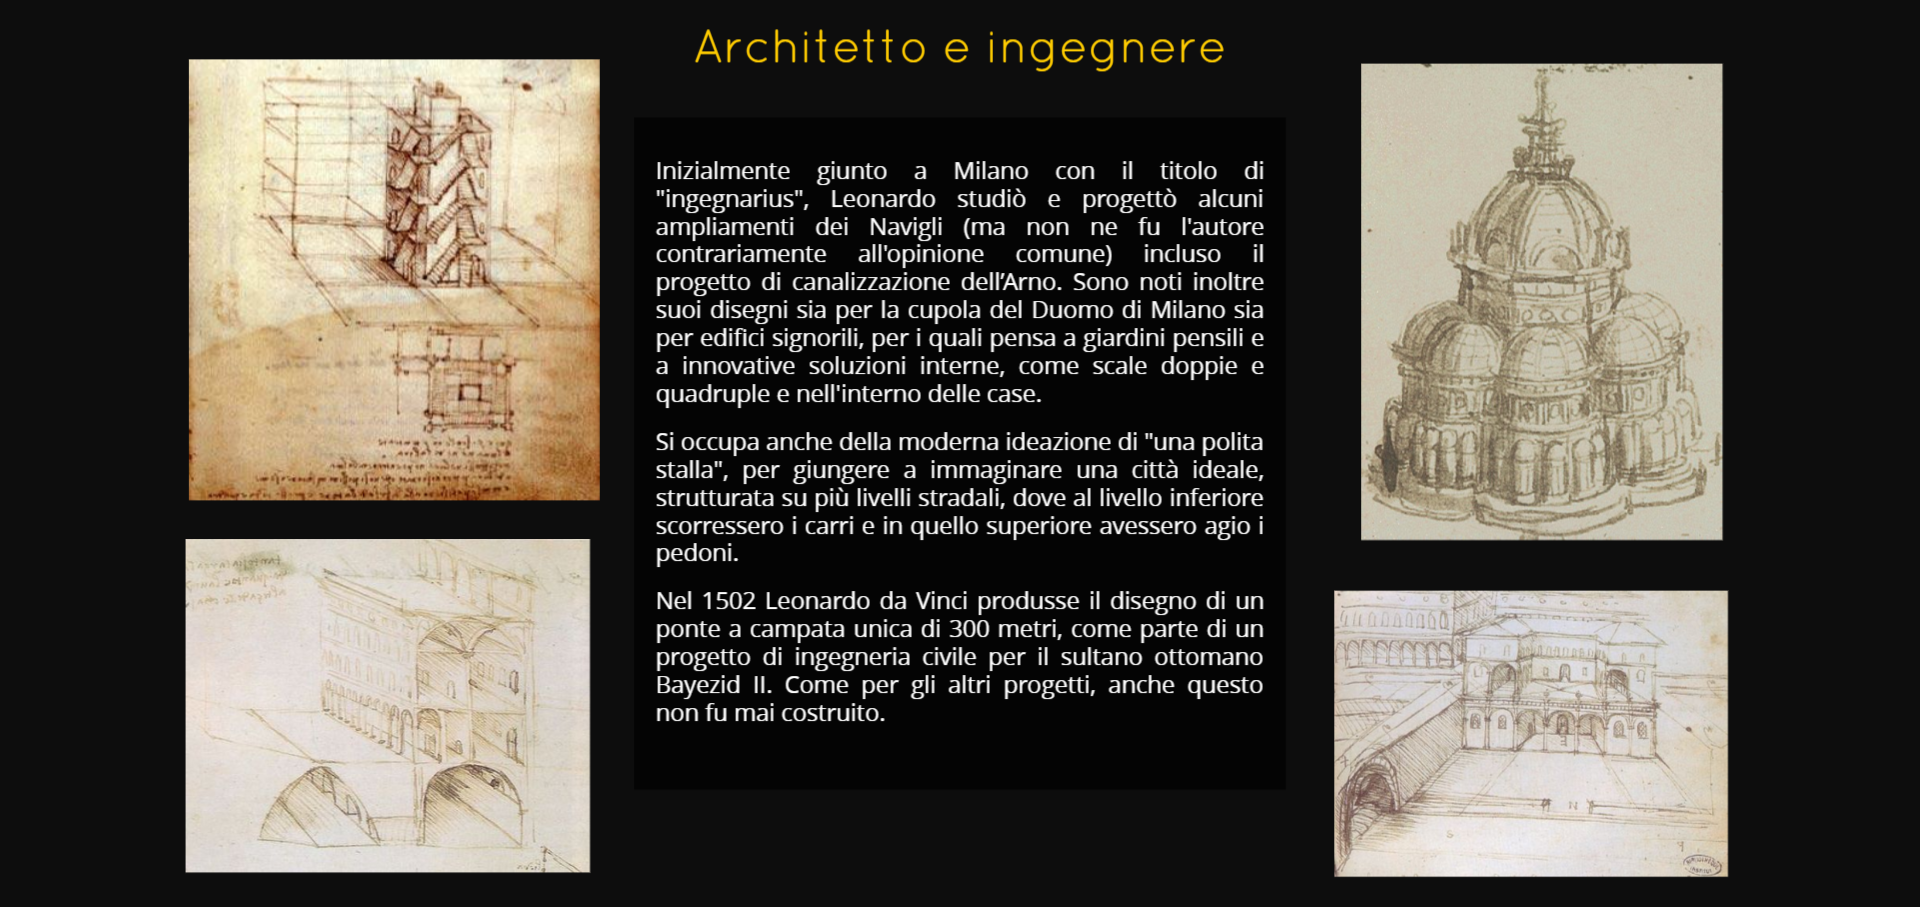 Architetto e ingegnere
Inizialmente giunto a Milano con il titolo di
"ingegnarius", Leonardo studiò e progettò alcuni
ampliamenti dei Navigli (ma non ne fu l'autore
contrariamente all'opinione comune) incluso il
progetto di canalizzazione dell’Arno. Sono noti inoltre
suoi disegni sia per la cupola del Duomo di Milano sia
per edifici signorili, per i quali pensa a giardini pensili e
a innovative soluzioni interne, come scale doppie e
quadruple e nell'interno delle case.
Si occupa anche della moderna ideazione di "una polita
stalla", per giungere a immaginare una città ideale,
strutturata su più livelli stradali, dove al livello inferiore
scorressero i carri e in quello superiore avessero agio i
pedoni.
Nel 1502 Leonardo da Vinci produsse il disegno di un
ponte a campata unica di 300 metri, come parte di un
progetto di ingegneria civile per il sultano ottomano
Bayezid II. Come per gli altri progetti, anche questo
non fu mai costruito.